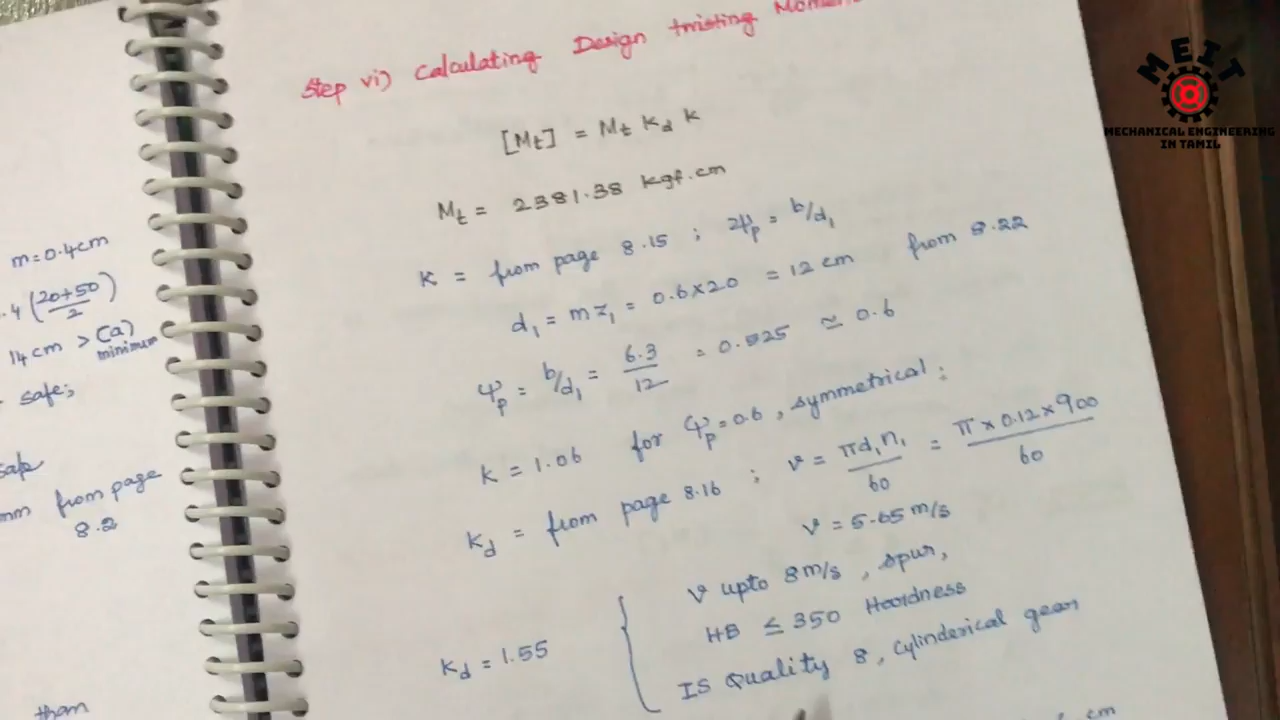 Step vi) Calculating Design twisting Moment
[Mt] = Mt Kd K
Mt = 2381.38 kgf.cm
K = from page 8.15 ; ψp = b/d1
d1 = mz1 = 0.6×20 = 12 cm from 8.22
ψp = b/d1 = 6.3/12 = 0.525 ≃ 0.6
K = 1.06 for ψp = 0.6, symmetrical :
Kd = from page 8.16 ; v = πd1n1/60 = π × 0.12 × 900/60
v = 5.65 m/s
v upto 8 m/s, spur,
HB ≤ 350 Hardness
Kd = 1.55
IS Quality 8, Cylinderical gear
cm
m = 0.4cm
.4 (20+50/2)
14cm > (a) minimum
safe;
safe
mm from page
8.2
than
MEIT
MECHANICAL ENGINEERING
IN TAMIL